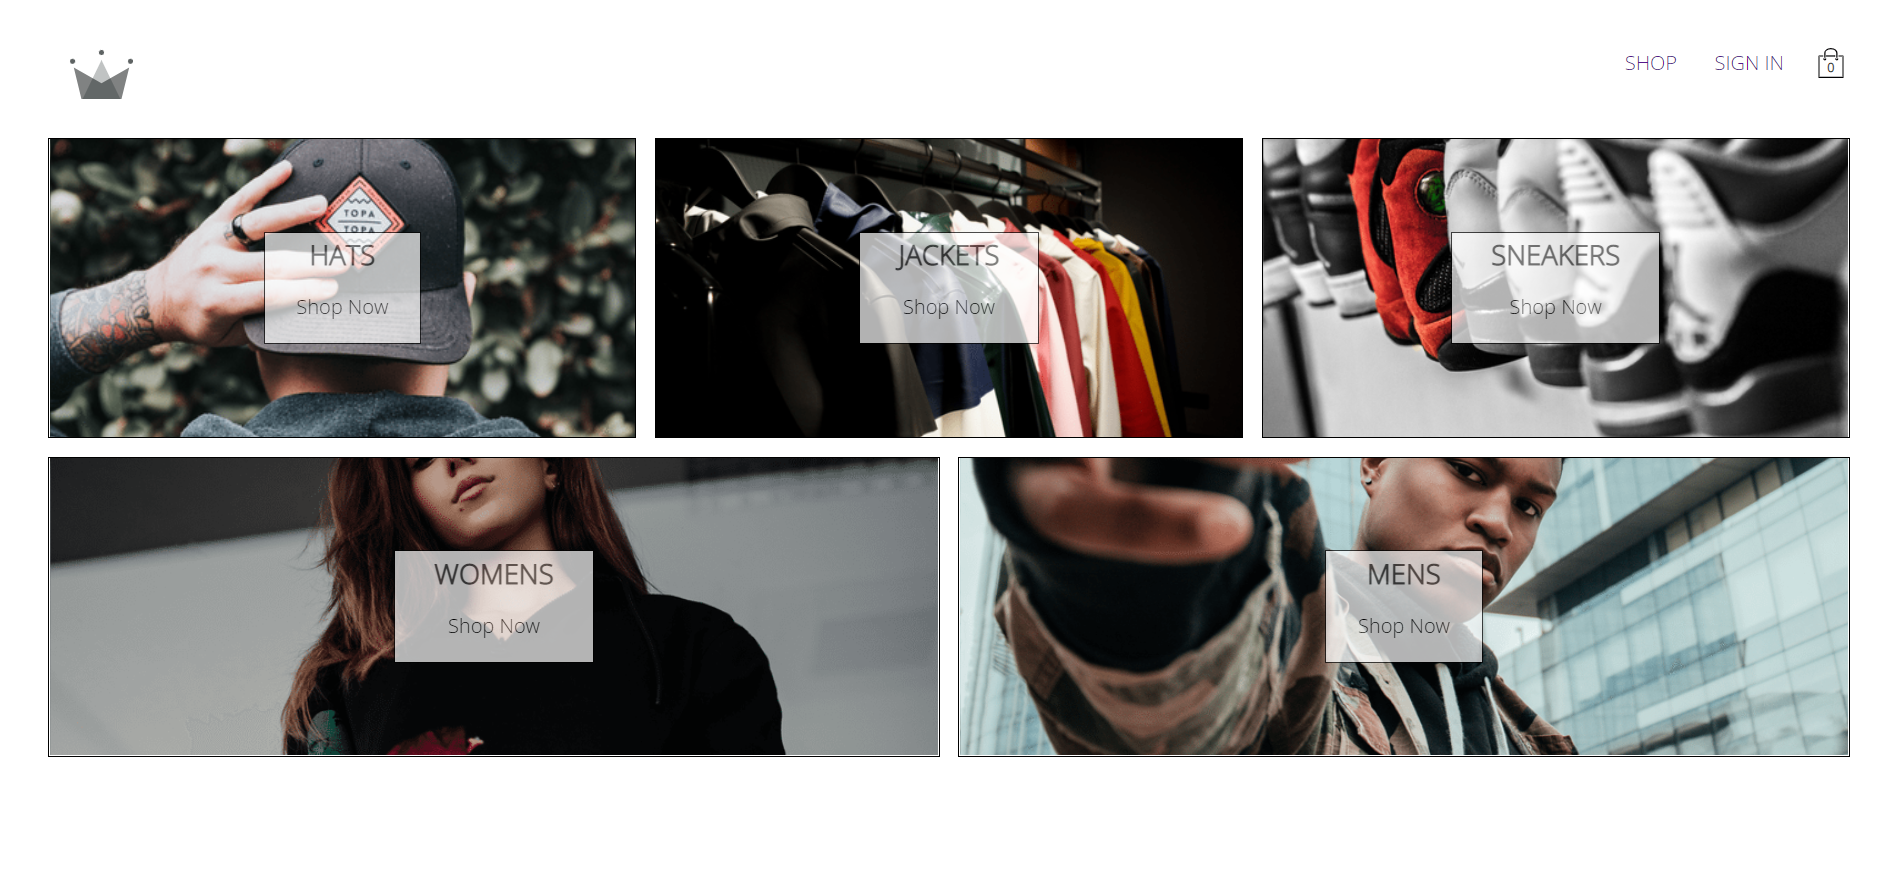 SHOP
SIGN IN
0
TOPA
TOPA
HATS
Shop Now
JACKETS
Shop Now
SNEAKERS
Shop Now
WOMENS
Shop Now
MENS
Shop Now